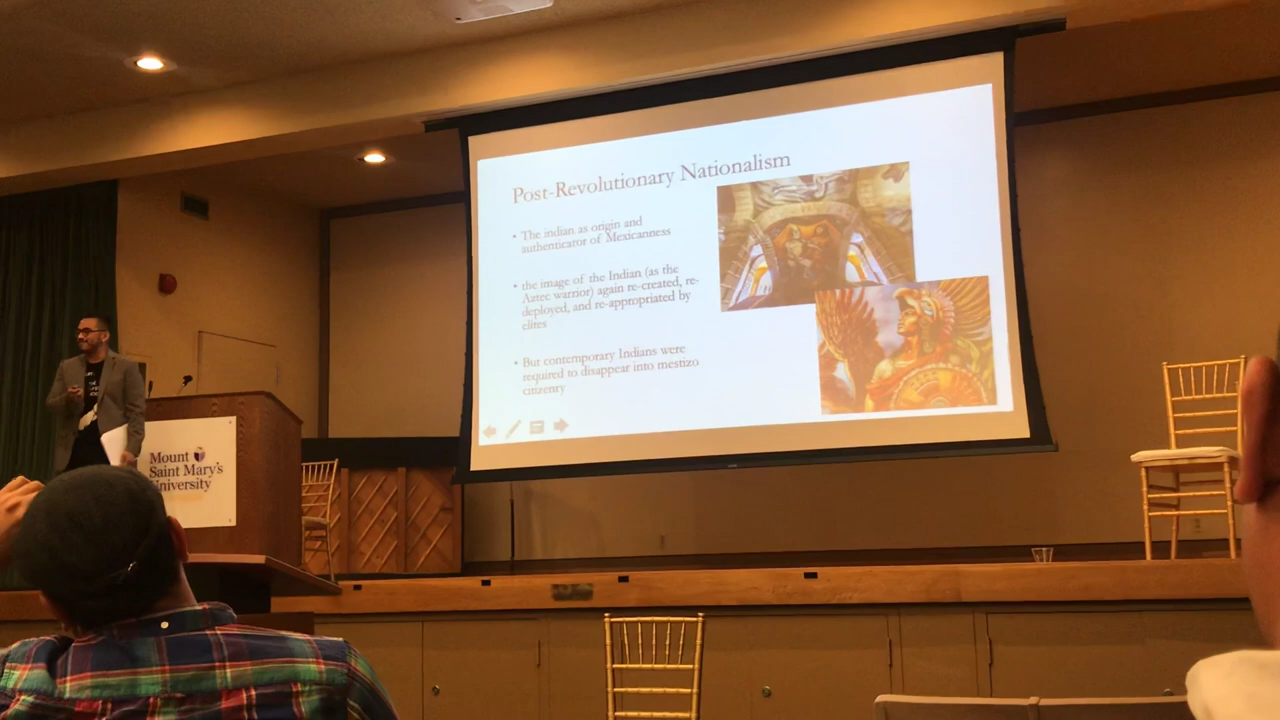 Post-Revolutionary Nationalism
• The indian as origin and
authenticator of Mexicanness
• the image of the Indian (as the
Aztec warrior) again re-created, re-
deployed, and re-appropriated by
elites
• But contemporary Indians were
required to disappear into mestizo
citizenry
Mount
Saint Mary's
University